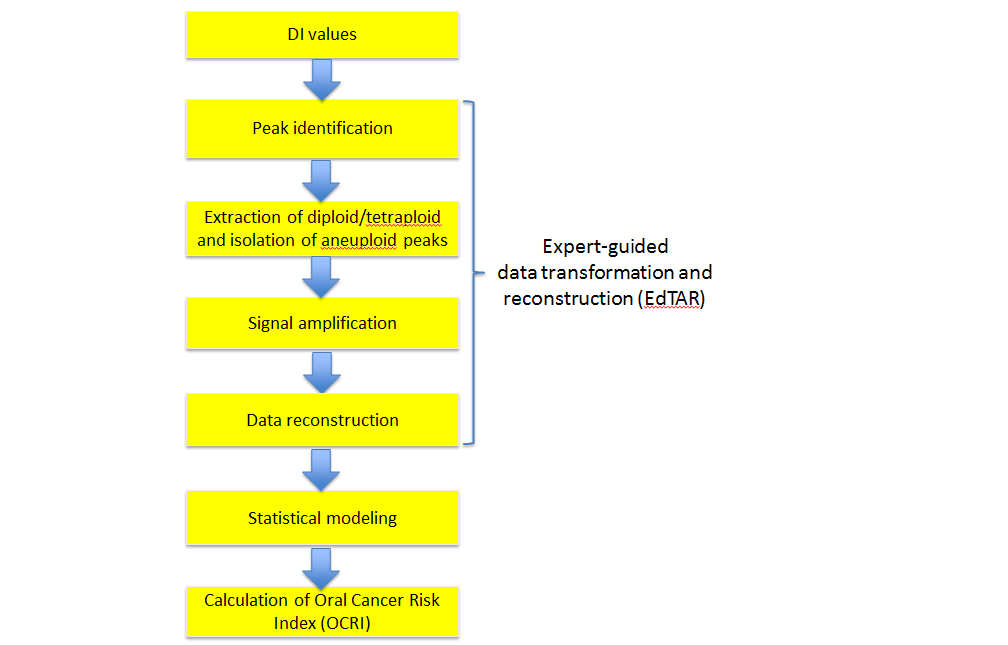 DI values
Peak identification
Extraction of diploid/tetraploid
and isolation of aneuploid peaks
Signal amplification
Data reconstruction
Statistical modeling
Calculation of Oral Cancer Risk
Index (OCRI)
Expert-guided
data transformation and
reconstruction (EdTAR)